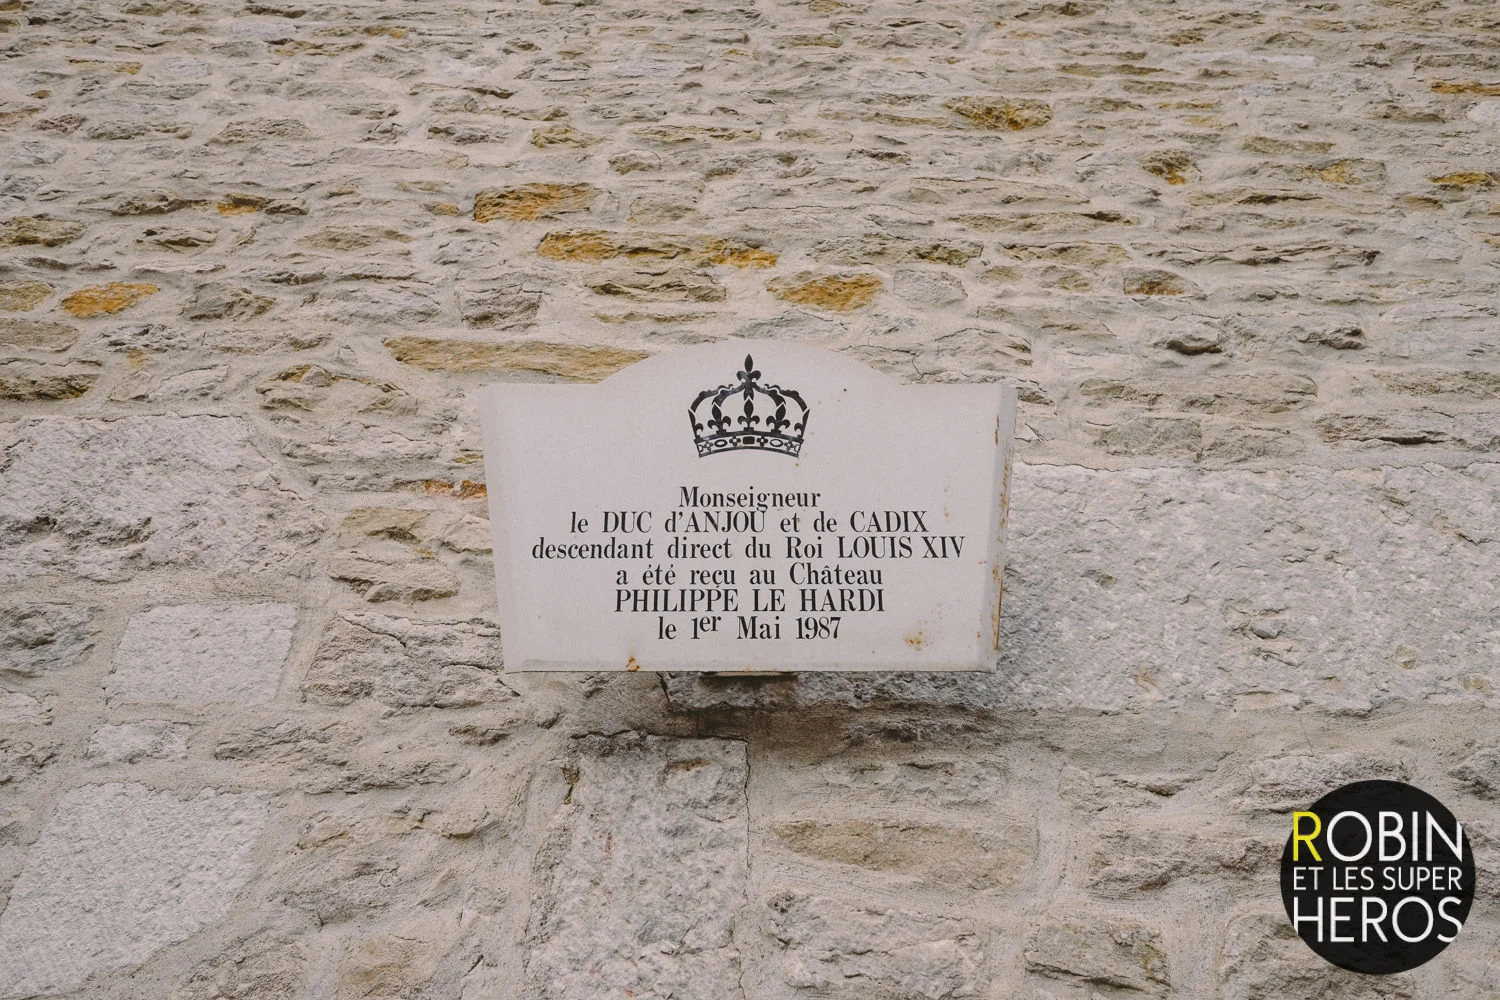 Monseigneur
le DUC d'ANJOU et de CADIX
descendant direct du Roi LOUIS XIV
a été reçu au Château
PHILIPPE LE HARDI
le 1er Mai 1987
ROBIN
ET LES SUPER
HEROS